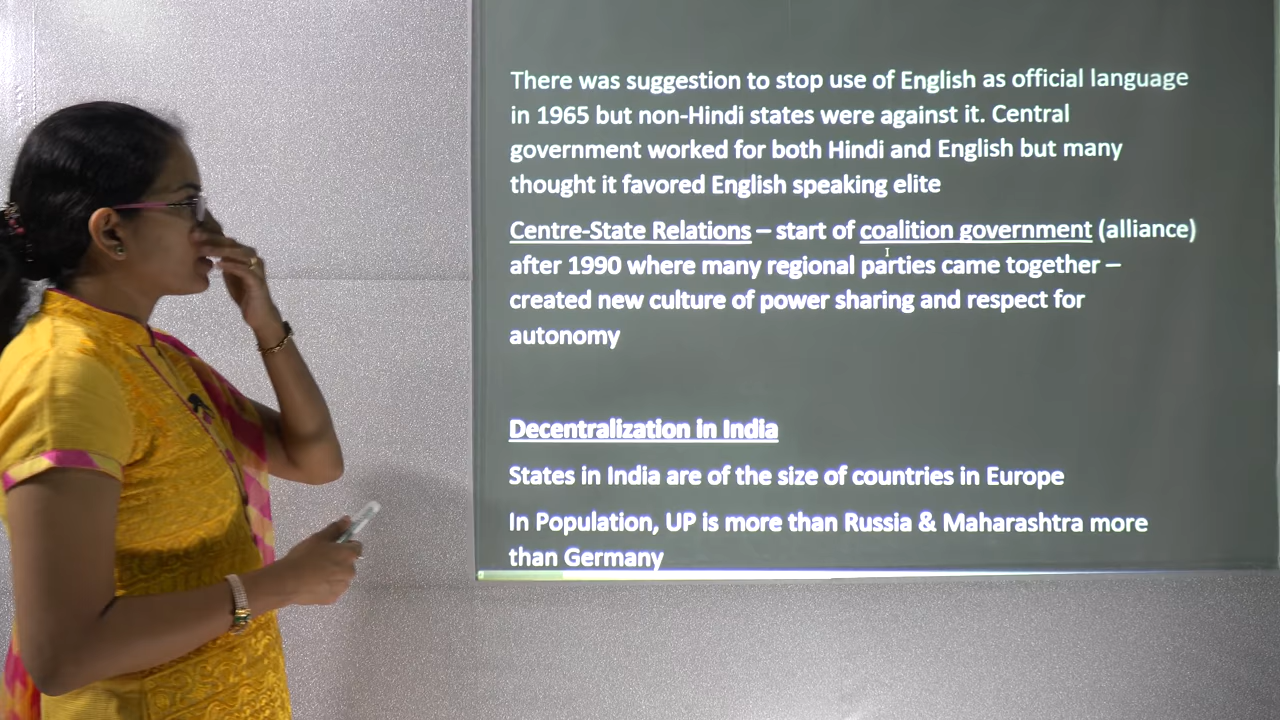 There was suggestion to stop use of English as official language
in 1965 but non-Hindi states were against it. Central
government worked for both Hindi and English but many
thought it favored English speaking elite
Centre-State Relations – start of coalition government (alliance)
after 1990 where many regional parties came together –
created new culture of power sharing and respect for
autonomy
Decentralization in India
States in India are of the size of countries in Europe
In Population, UP is more than Russia & Maharashtra more
than Germany